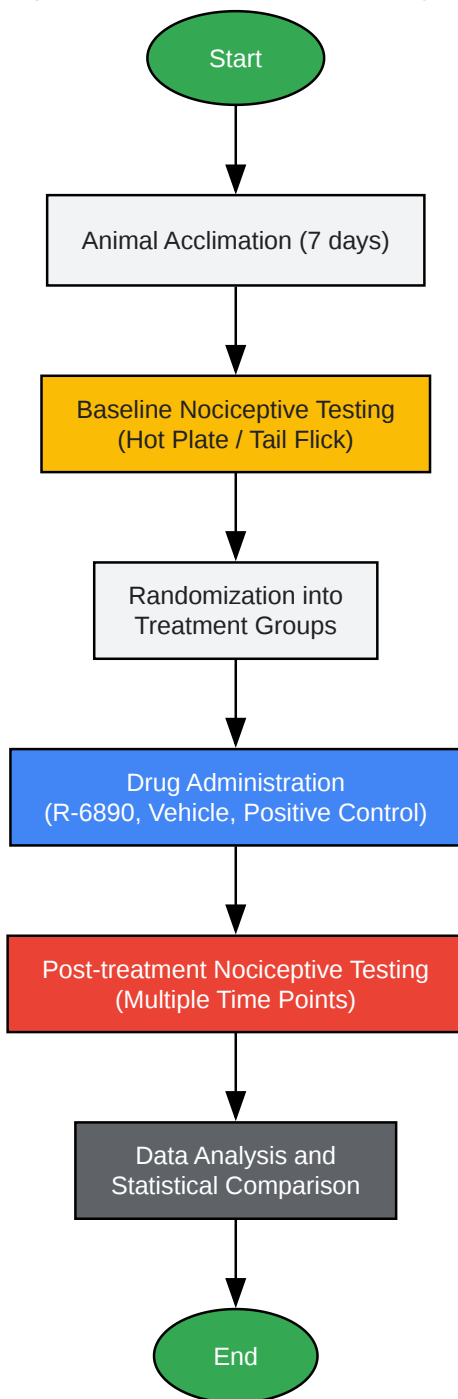 Start
Animal Acclimation (7 days)
Baseline Nociceptive Testing
(Hot Plate / Tail Flick)
Randomization into
Treatment Groups
Drug Administration
(R-6890, Vehicle, Positive Control)
Post-treatment Nociceptive Testing
(Multiple Time Points)
Data Analysis and
Statistical Comparison
End